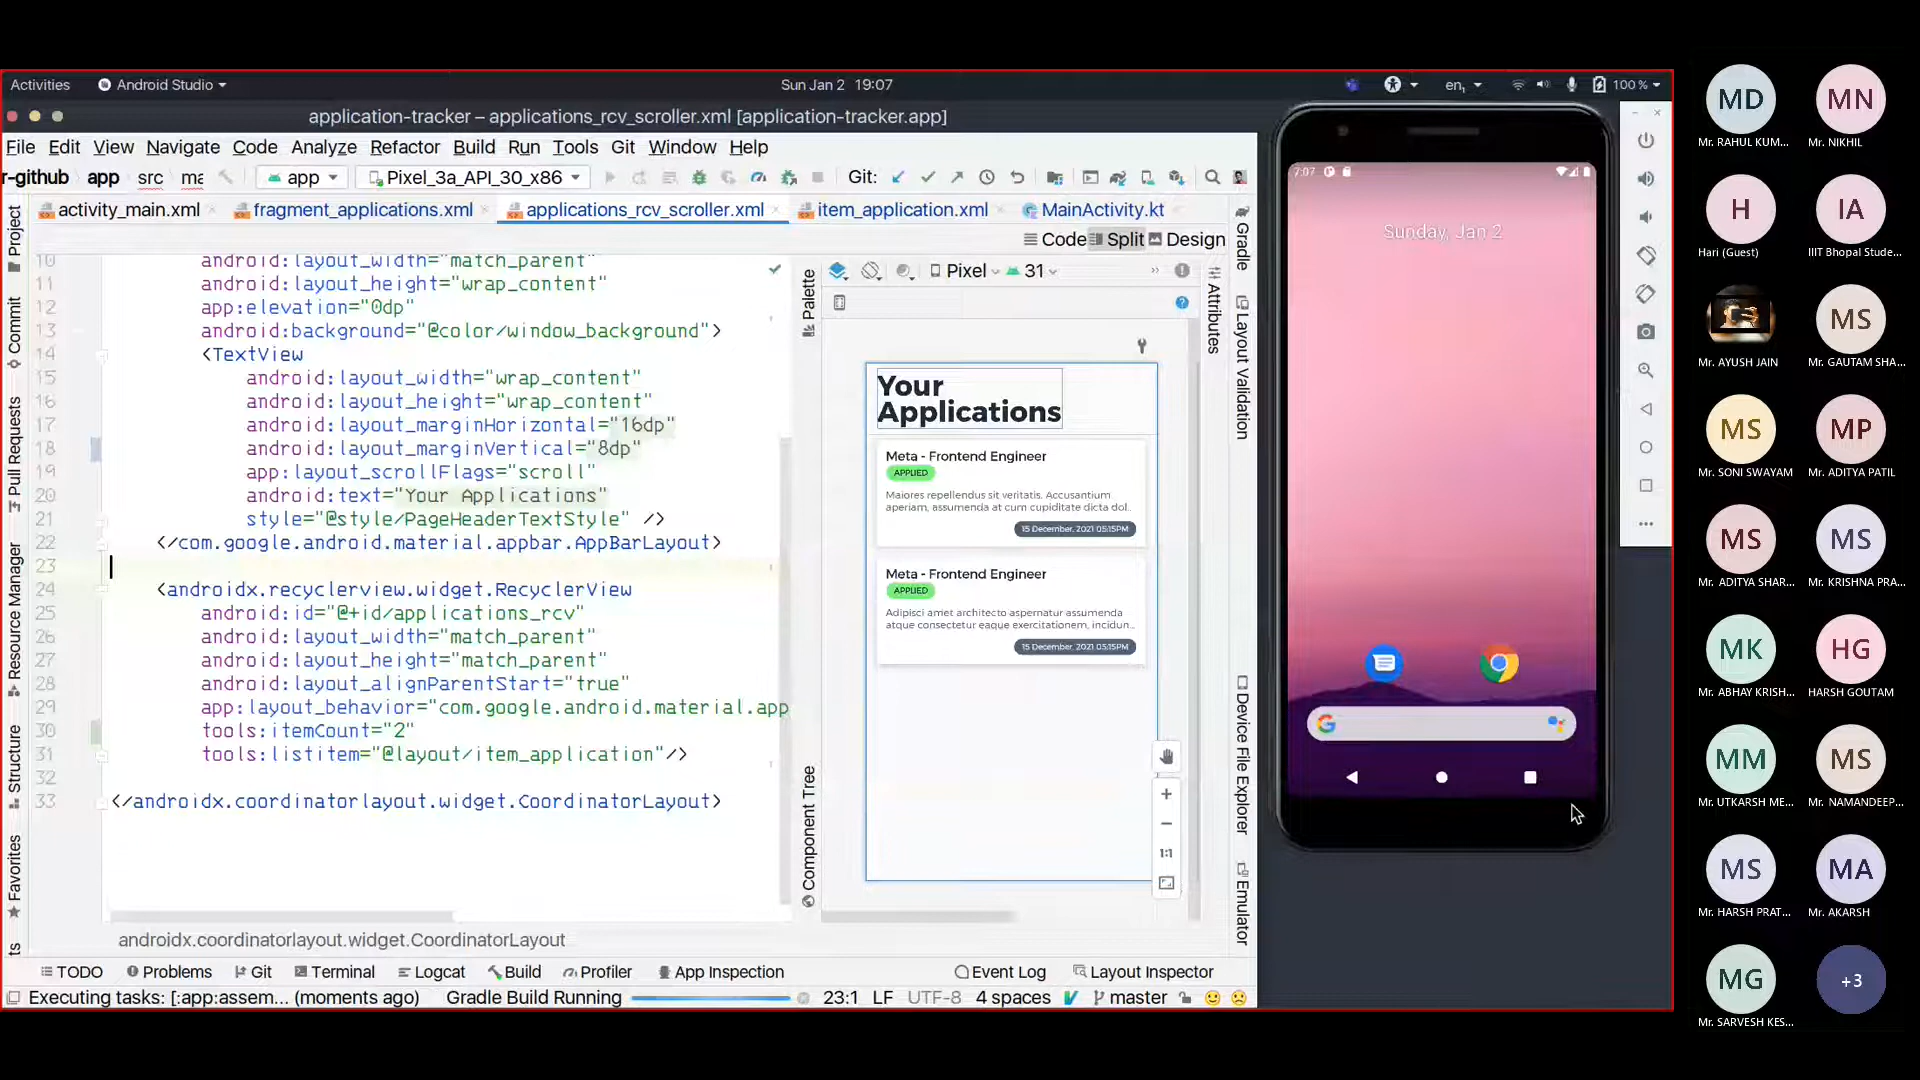 Activities
Android Studio
Sun Jan 2 19:07
en1
100 %
application-tracker – applications_rcv_scroller.xml [application-tracker.app]
File Edit View Navigate Code Analyze Refactor Build Run Tools Git Window Help
r-github app src ma
app
Pixel_3a_API_30_x86
Git:
activity_main.xml
fragment_applications.xml
applications_rcv_scroller.xml
item_application.xml
MainActivity.kt
Code Split Design
Project
Commit
Pull Requests
Resource Manager
Structure
Favorites
ts
10 android:layout_width="match_parent"
11 android:layout_height="wrap_content"
12 app:elevation="0dp"
13 android:background="@color/window_background">
14 <TextView
15 android:layout_width="wrap_content"
16 android:layout_height="wrap_content"
17 android:layout_marginHorizontal="16dp"
18 android:layout_marginVertical="8dp"
19 app:layout_scrollFlags="scroll"
20 android:text="Your Applications"
21 style="@style/PageHeaderTextStyle" />
22 </com.google.android.material.appbar.AppBarLayout>
23
24 <androidx.recyclerview.widget.RecyclerView
25 android:id="@+id/applications_rcv"
26 android:layout_width="match_parent"
27 android:layout_height="match_parent"
28 android:layout_alignParentStart="true"
29 app:layout_behavior="com.google.android.material.app
30 tools:itemCount="2"
31 tools:listitem="@layout/item_application"/>
32
33 </androidx.coordinatorlayout.widget.CoordinatorLayout>
androidx.coordinatorlayout.widget.CoordinatorLayout
Palette
Component Tree
Pixel
31
Your
Applications
Meta - Frontend Engineer
APPLIED
Maiores repellendus sit veritatis. Accusantium
aperiam, assumenda at cum cupiditate dicta dol..
15 December, 2021 05:15PM
Meta - Frontend Engineer
APPLIED
Adipisci amet architecto aspernatur assumenda
atque consectetur eaque exercitationem, incidun..
15 December, 2021 05:15PM
1:1
Attributes
Gradle
Layout Validation
Device File Explorer
Emulator
TODO Problems Git Terminal Logcat Build Profiler App Inspection Event Log Layout Inspector
Executing tasks: [:app:assem... (moments ago) Gradle Build Running 23:1 LF UTF-8 4 spaces master
7:07
Sunday, Jan 2
MD
Mr. RAHUL KUM...
MN
Mr. NIKHIL
H
Hari (Guest)
IA
IIIT Bhopal Stude...
Mr. AYUSH JAIN
MS
Mr. GAUTAM SHA...
MS
Mr. SONI SWAYAM
MP
Mr. ADITYA PATIL
MS
Mr. ADITYA SHAR...
MS
Mr. KRISHNA PRA...
MK
Mr. ABHAY KRISH...
HG
HARSH GOUTAM
MM
Mr. UTKARSH ME...
MS
Mr. NAMANDEEP...
MS
Mr. HARSH PRAT...
MA
Mr. AKARSH
MG
Mr. SARVESH KES...
+3